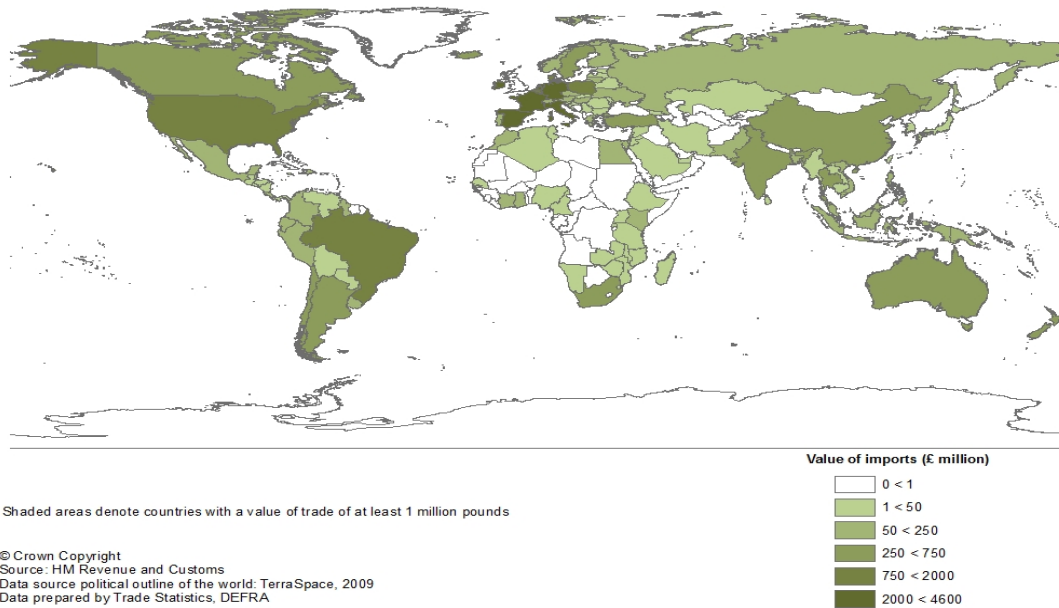 Value of imports (£ million)
0 < 1
1 < 50
50 < 250
250 < 750
750 < 2000
2000 < 4600
Shaded areas denote countries with a value of trade of at least 1 million pounds
© Crown Copyright
Source: HM Revenue and Customs
Data source political outline of the world: TerraSpace, 2009
Data prepared by Trade Statistics, DEFRA